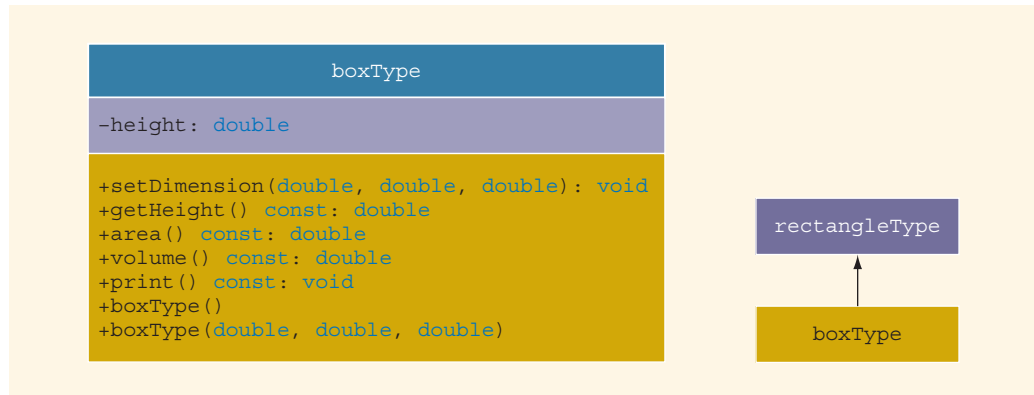 boxType
–height: double
+setDimension(double, double, double): void
+getHeight() const: double
+area() const: double
+volume() const: double
+print() const: void
+boxType()
+boxType(double, double, double)
rectangleType
boxType